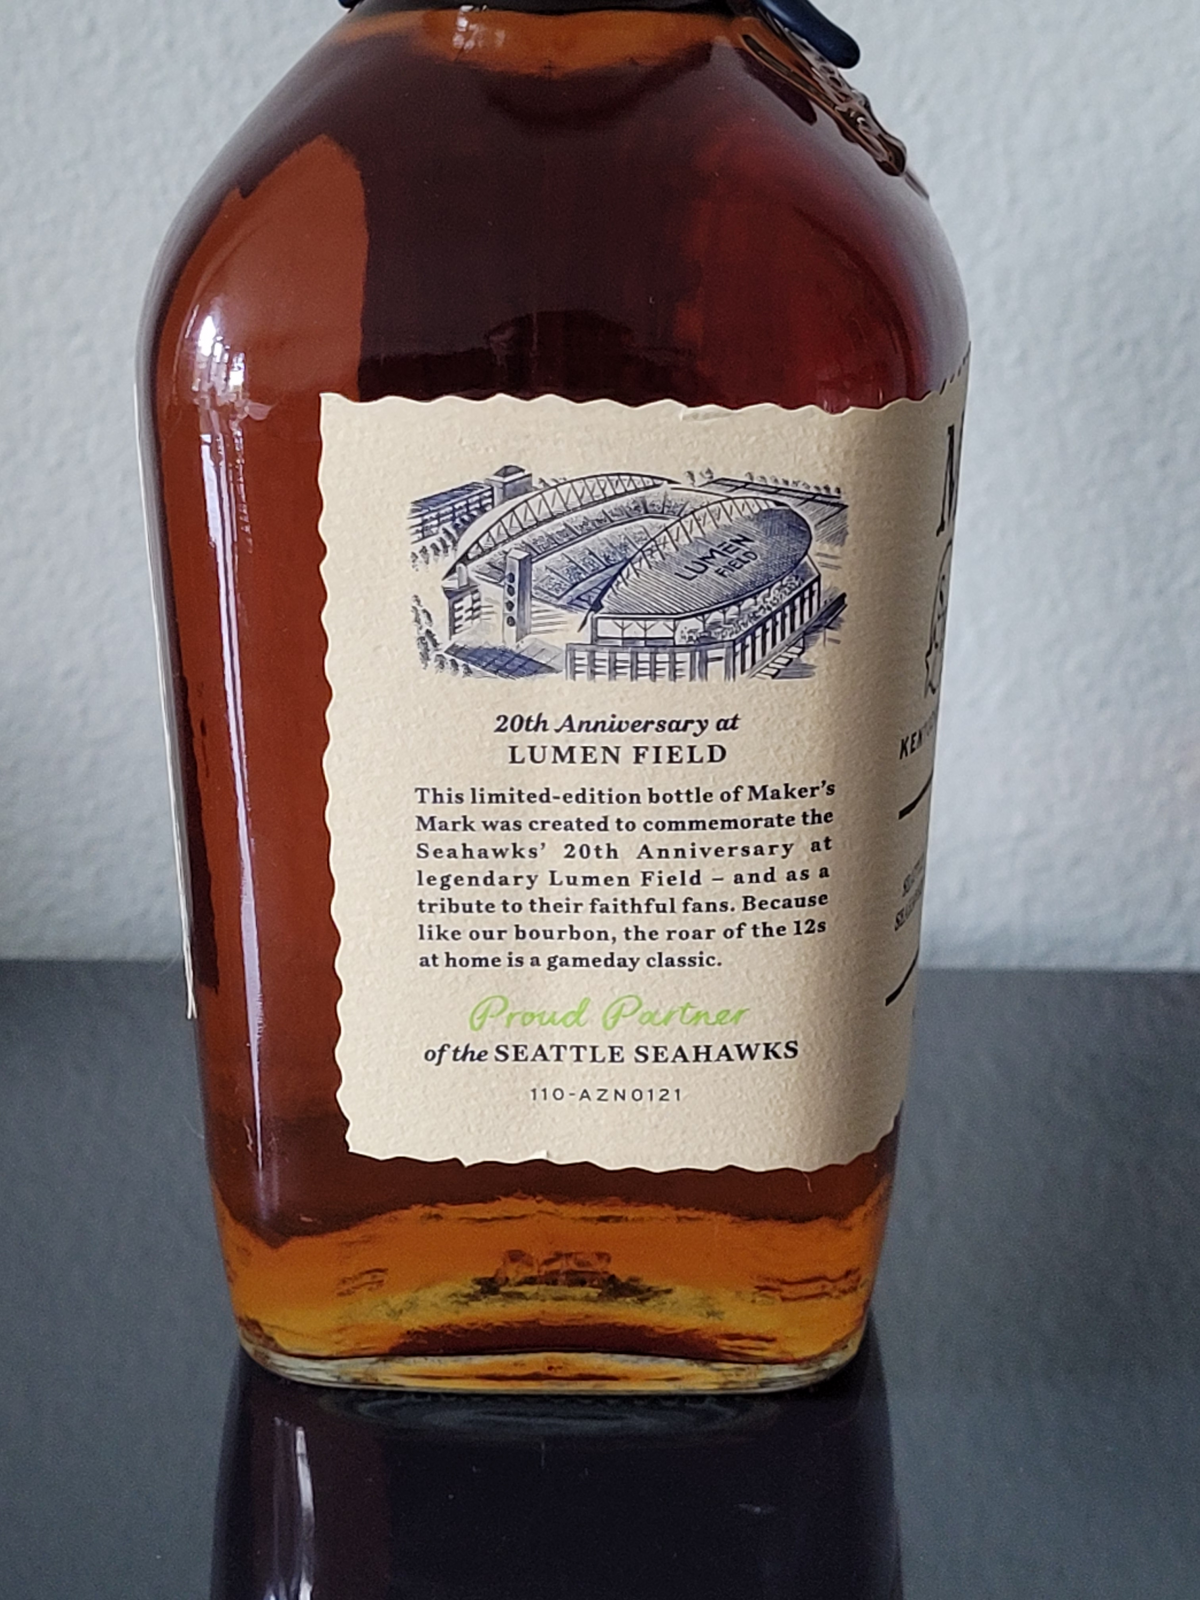 LUMEN
FIELD
20th Anniversary at
LUMEN FIELD
This limited-edition bottle of Maker's
Mark was created to commemorate the
Seahawks' 20th Anniversary at
legendary Lumen Field – and as a
tribute to their faithful fans. Because
like our bourbon, the roar of the 12s
at home is a gameday classic.
Proud Partner
of the SEATTLE SEAHAWKS
110-AZN0121